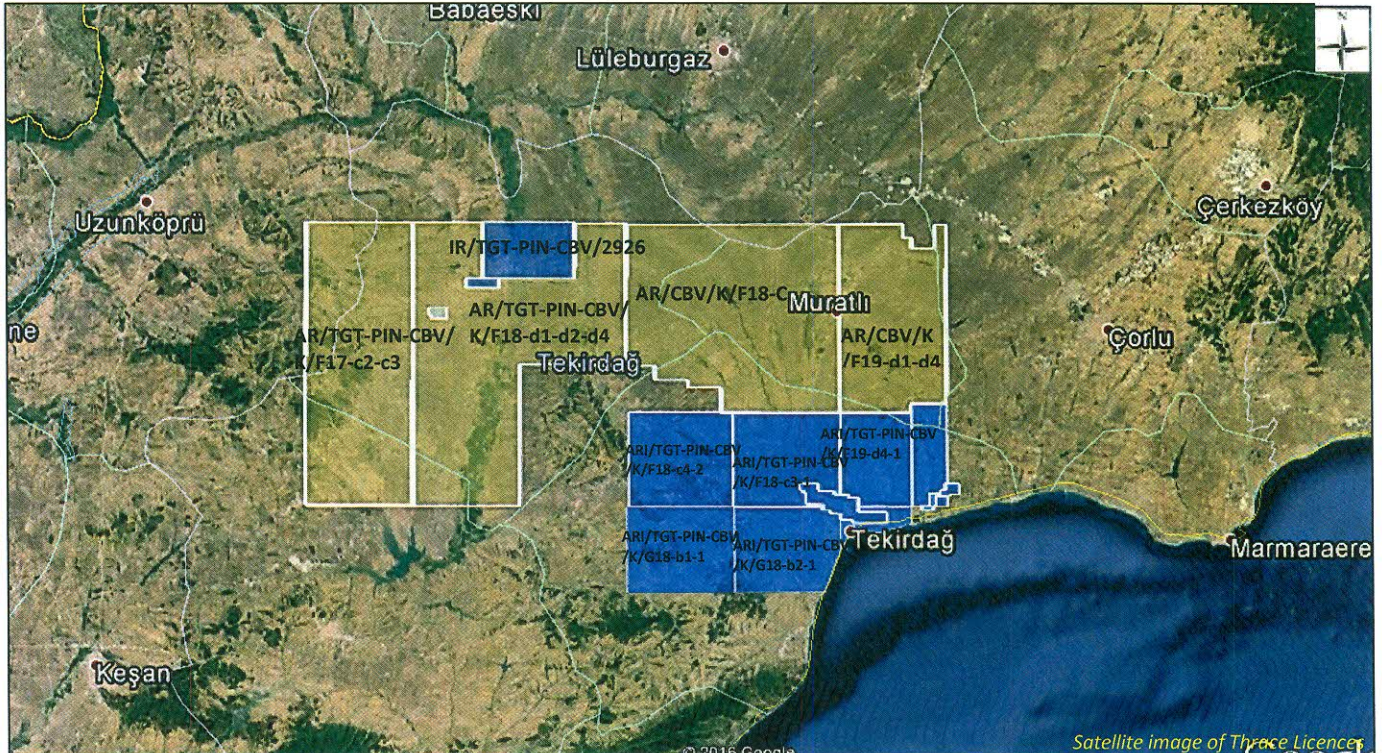 Babaeski
N
Lüleburgaz
Çerkezköy
Uzunköprü
IR/TGT-PIN-CBV/2926
AR/CBV/K/F18-C
Muratlı
AR/TGT-PIN-CBV/
K/F18-d1-d2-d4
AR/TGT-PIN-CBV/
K/F17-c2-c3
AR/CBV/K
/F19-d1-d4
Çorlu
ne
Tekirdağ
ARI/TGT-PIN-CBV
/K/F19-d4-1
ARI/TGT-PIN-CBV
/K/F18-c4-2
ARI/TGT-PIN-CBV
/K/F18-c3-1
ARI/TGT-PIN-CBV
/K/G18-b1-1
ARI/TGT-PIN-CBV
/K/G18-b2-1
Tekirdağ
Marmaraere
Keşan
Satellite image of Thrace Licences
© 2016 Google